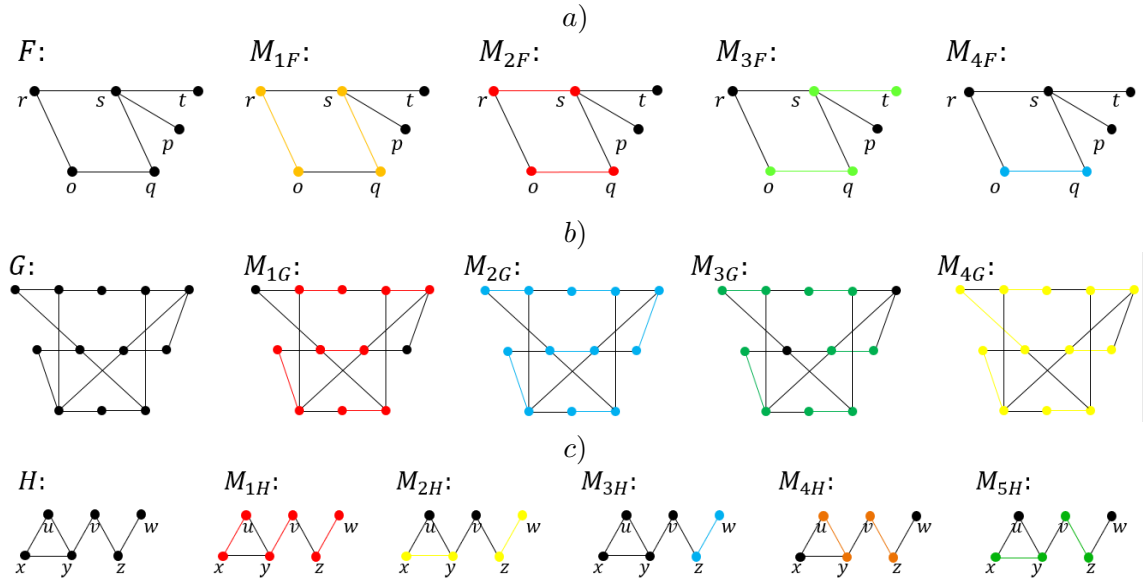 a)
F: M₁F: M₂F: M₃F: M₄F:
r s t r s t r s t r s t r s t
p p p p p
o q o q o q o q o q
b)
G: M₁G: M₂G: M₃G: M₄G:
c)
H: M₁H: M₂H: M₃H: M₄H: M₅H:
u v w u v w u v w u v w u v w u v w
x y z x y z x y z x y z x y z x y z